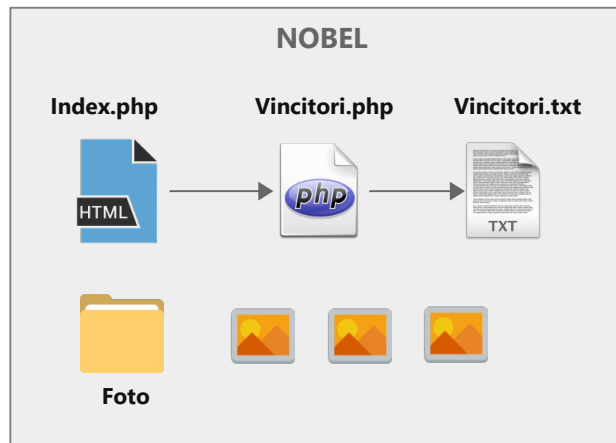 NOBEL
Index.php
Vincitori.php
Vincitori.txt
HTML
php
TXT
Foto